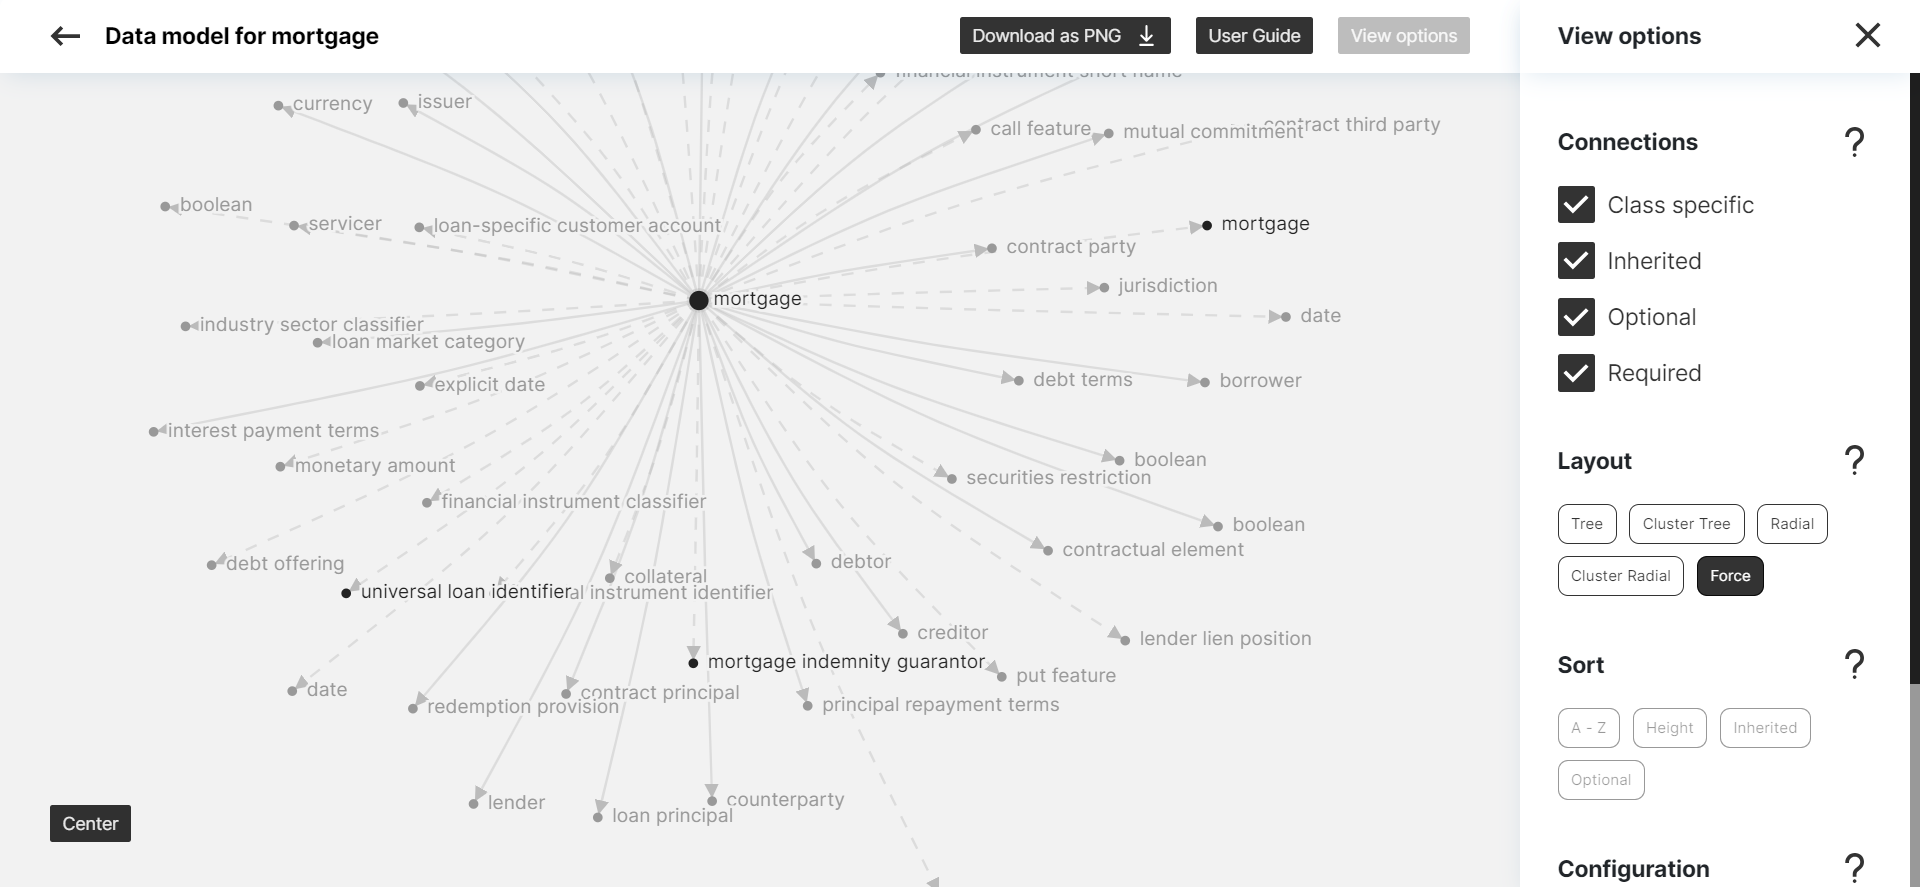 Data model for mortgage
Download as PNG
User Guide
View options
View options
financial instrument short name
currency
issuer
call feature
mutual commitment
contract third party
boolean
servicer
loan-specific customer account
mortgage
contract party
jurisdiction
mortgage
date
industry sector classifier
loan market category
explicit date
debt terms
borrower
interest payment terms
monetary amount
boolean
securities restriction
financial instrument classifier
boolean
contractual element
debt offering
debtor
collateral
universal loan identifier
al instrument identifier
creditor
lender lien position
mortgage indemnity guarantor
put feature
date
contract principal
redemption provision
principal repayment terms
lender
counterparty
loan principal
Center
Connections
?
Class specific
Inherited
Optional
Required
Layout
?
Tree
Cluster Tree
Radial
Cluster Radial
Force
Sort
?
A - Z
Height
Inherited
Optional
Configuration
?